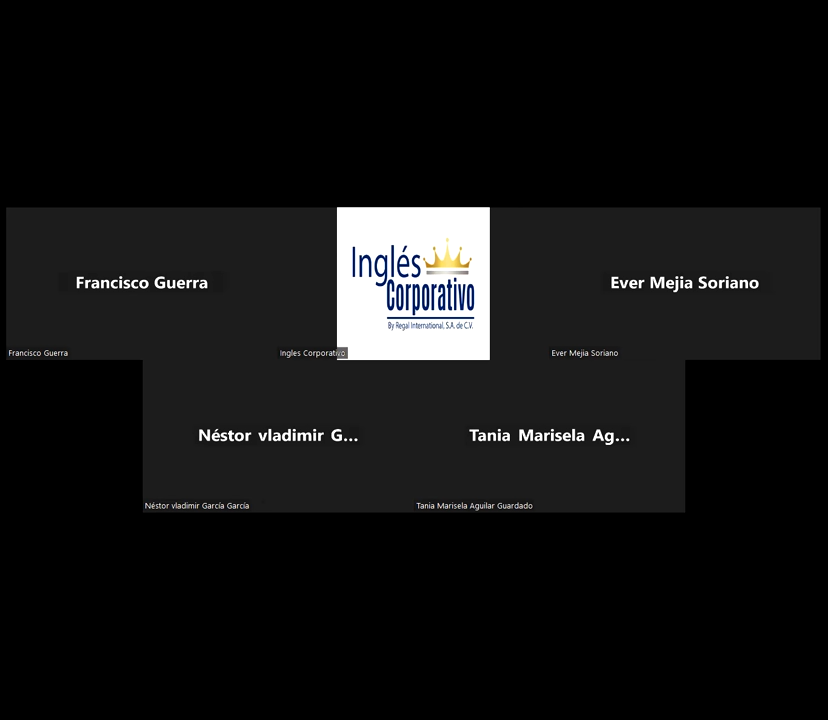 Francisco Guerra
Inglés
Corporativo
By Regal International, S.A. de C.V.
Ever Mejia Soriano
Francisco Guerra
Ingles Corporativo
Ever Mejia Soriano
Néstor vladimir G...
Tania Marisela Ag...
Néstor vladimir García García
Tania Marisela Aguilar Guardado